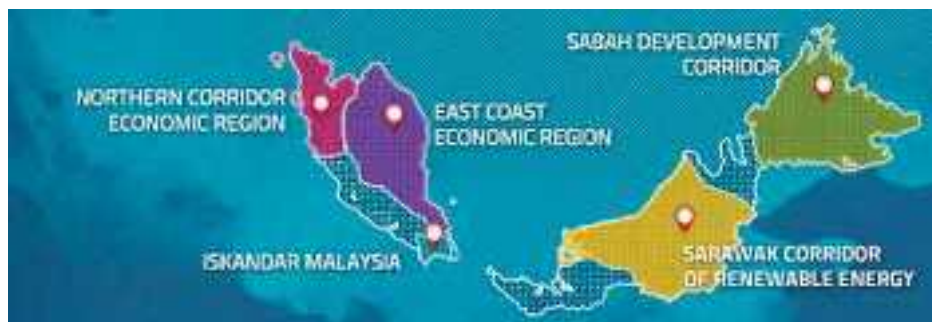 NORTHERN CORRIDOR
ECONOMIC REGION
EAST COAST
ECONOMIC REGION
ISKANDAR MALAYSIA
SABAH DEVELOPMENT
CORRIDOR
SARAWAK CORRIDOR
OF RENEWABLE ENERGY